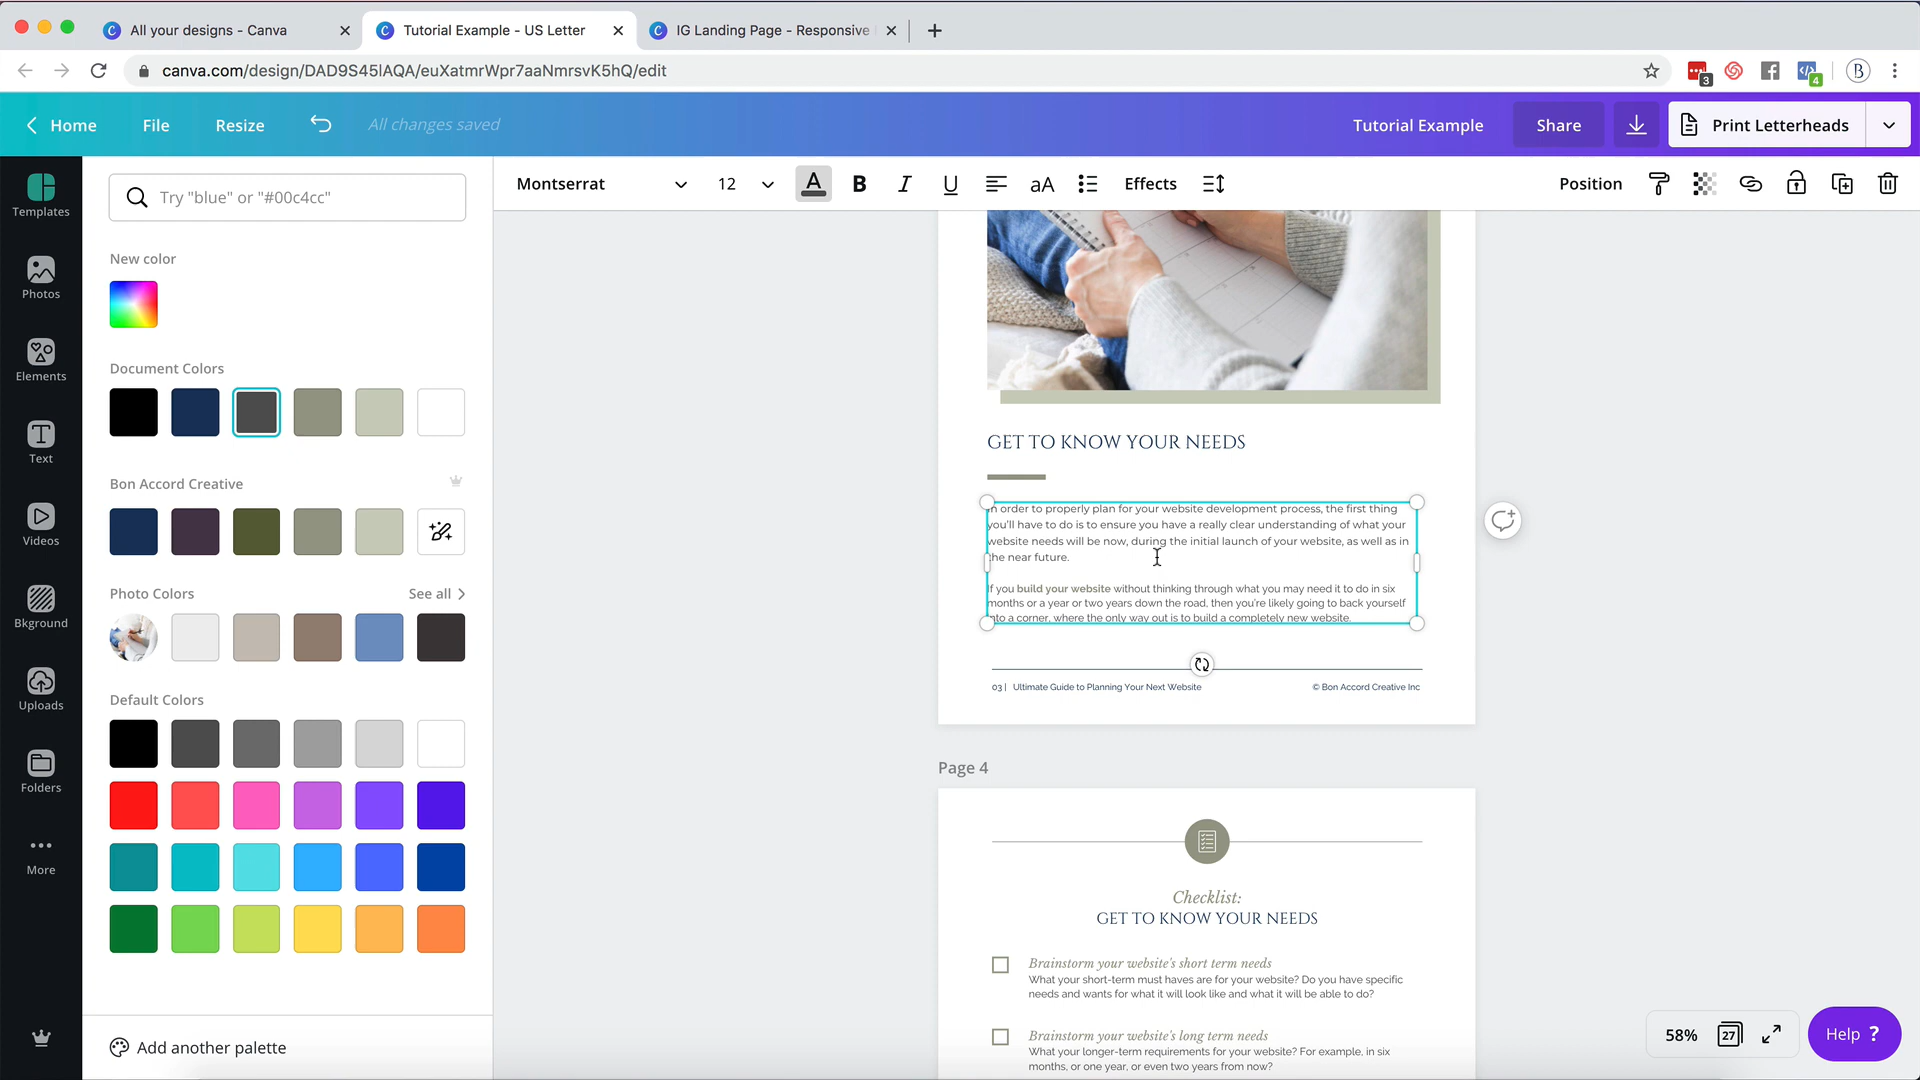 All your designs - Canva
Tutorial Example - US Letter
IG Landing Page - Responsive
canva.com/design/DAD9S45lAQA/euXatmrWpr7aaNmrsvK5hQ/edit
3
4
B
Home
File
Resize
All changes saved
Tutorial Example
Share
Print Letterheads
Templates
Photos
Elements
Text
Videos
Bkground
Uploads
Folders
More
Try "blue" or "#00c4cc"
New color
Document Colors
Bon Accord Creative
Photo Colors
See all
Default Colors
Add another palette
Montserrat
12
A
B
I
U
aA
Effects
Position
GET TO KNOW YOUR NEEDS
In order to properly plan for your website development process, the first thing
you'll have to do is to ensure you have a really clear understanding of what your
website needs will be now, during the initial launch of your website, as well as in
the near future.
If you build your website without thinking through what you may need it to do in six
months or a year or two years down the road, then you're likely going to back yourself
into a corner, where the only way out is to build a completely new website.
03 | Ultimate Guide to Planning Your Next Website
© Bon Accord Creative Inc
Page 4
Checklist:
GET TO KNOW YOUR NEEDS
Brainstorm your website's short term needs
What your short-term must haves are for your website? Do you have specific
needs and wants for what it will look like and what it will be able to do?
Brainstorm your website's long term needs
What your longer-term requirements for your website? For example, in six
months, or one year, or even two years from now?
58%
27
Help ?